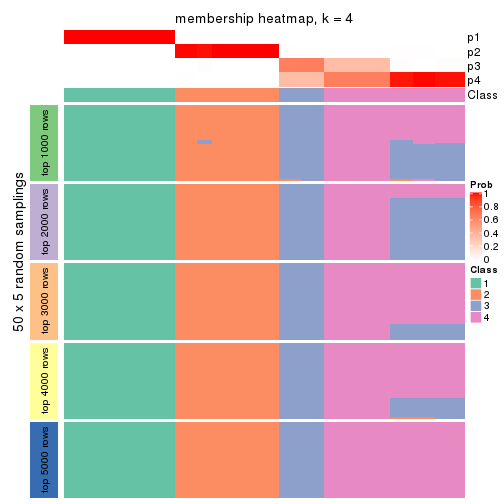 membership heatmap, k = 4
p1
p2
p3
p4
Class
50 x 5 random samplings
top 1000 rows
top 2000 rows
top 3000 rows
top 4000 rows
top 5000 rows
Prob
1
0.8
0.6
0.4
0.2
0
Class
1
2
3
4